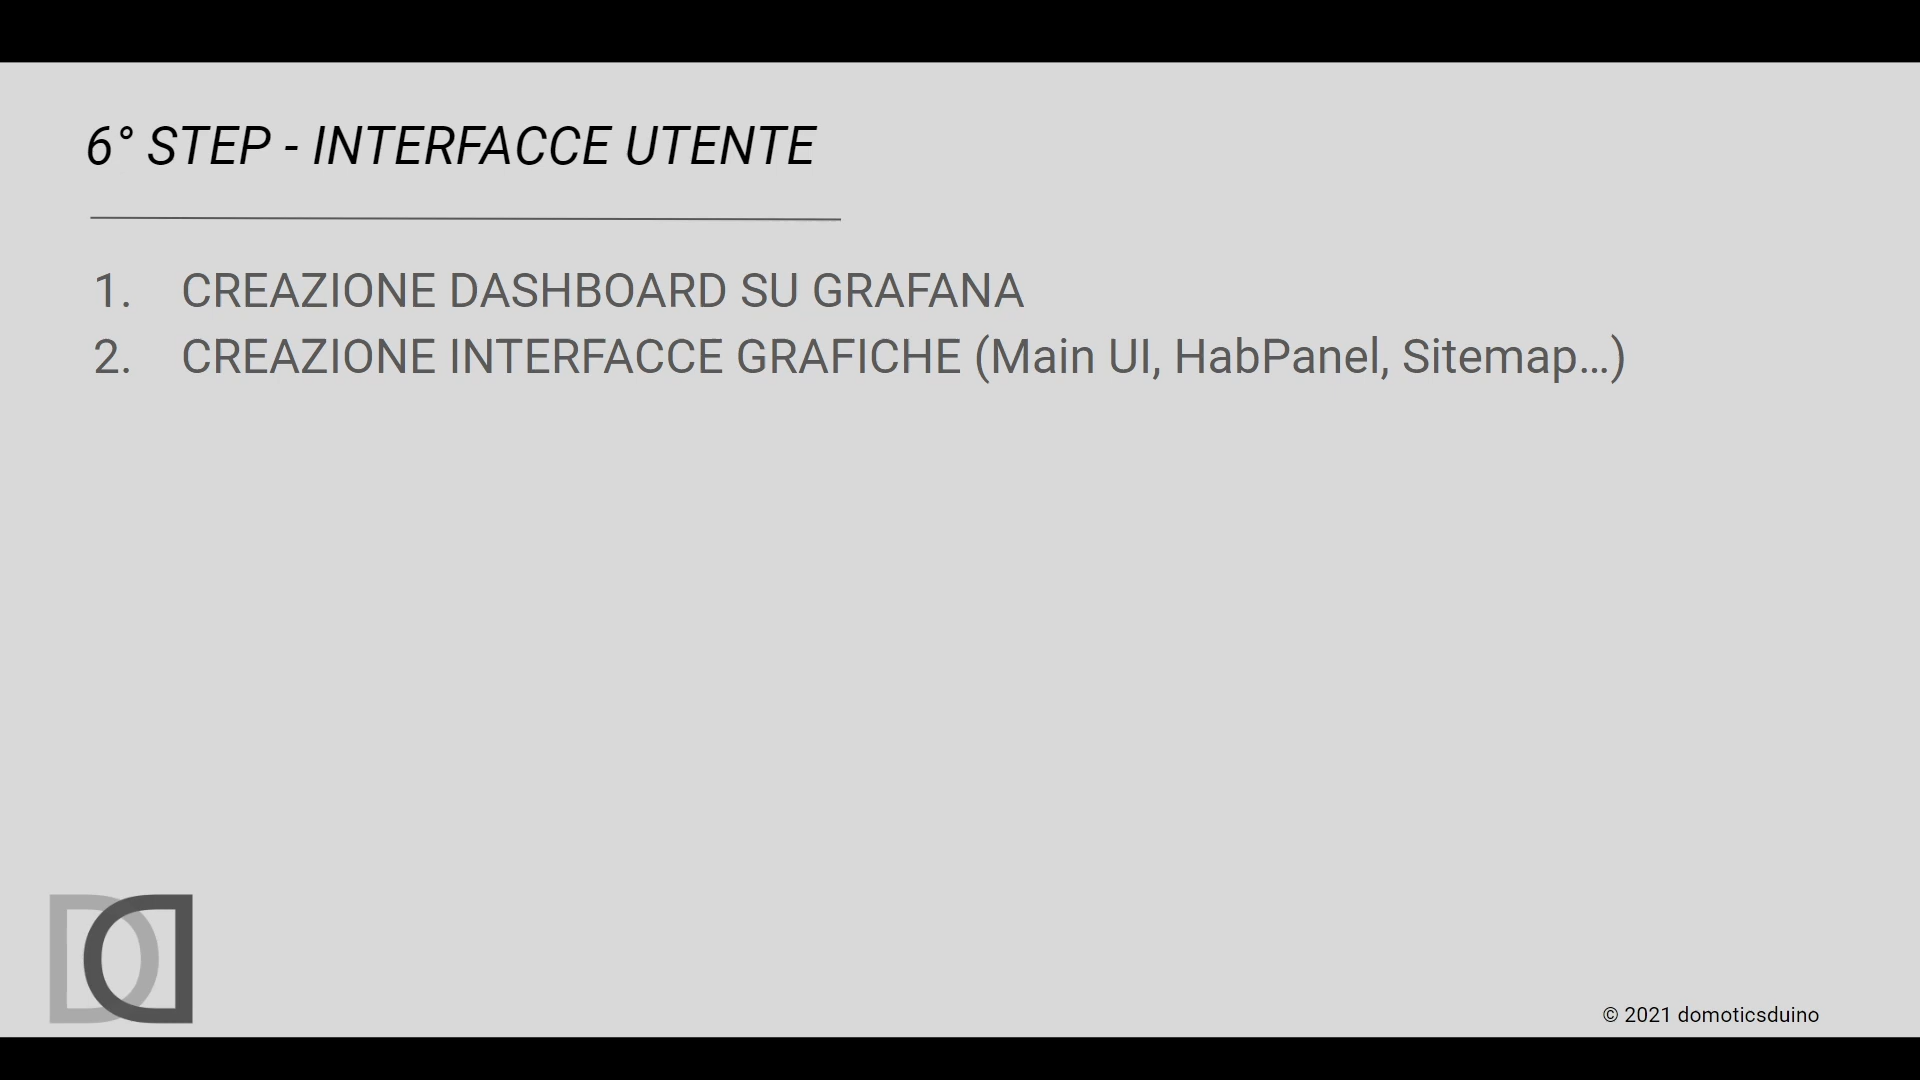 6° STEP - INTERFACCE UTENTE
1. CREAZIONE DASHBOARD SU GRAFANA
2. CREAZIONE INTERFACCE GRAFICHE (Main UI, HabPanel, Sitemap...)
© 2021 domoticsduino